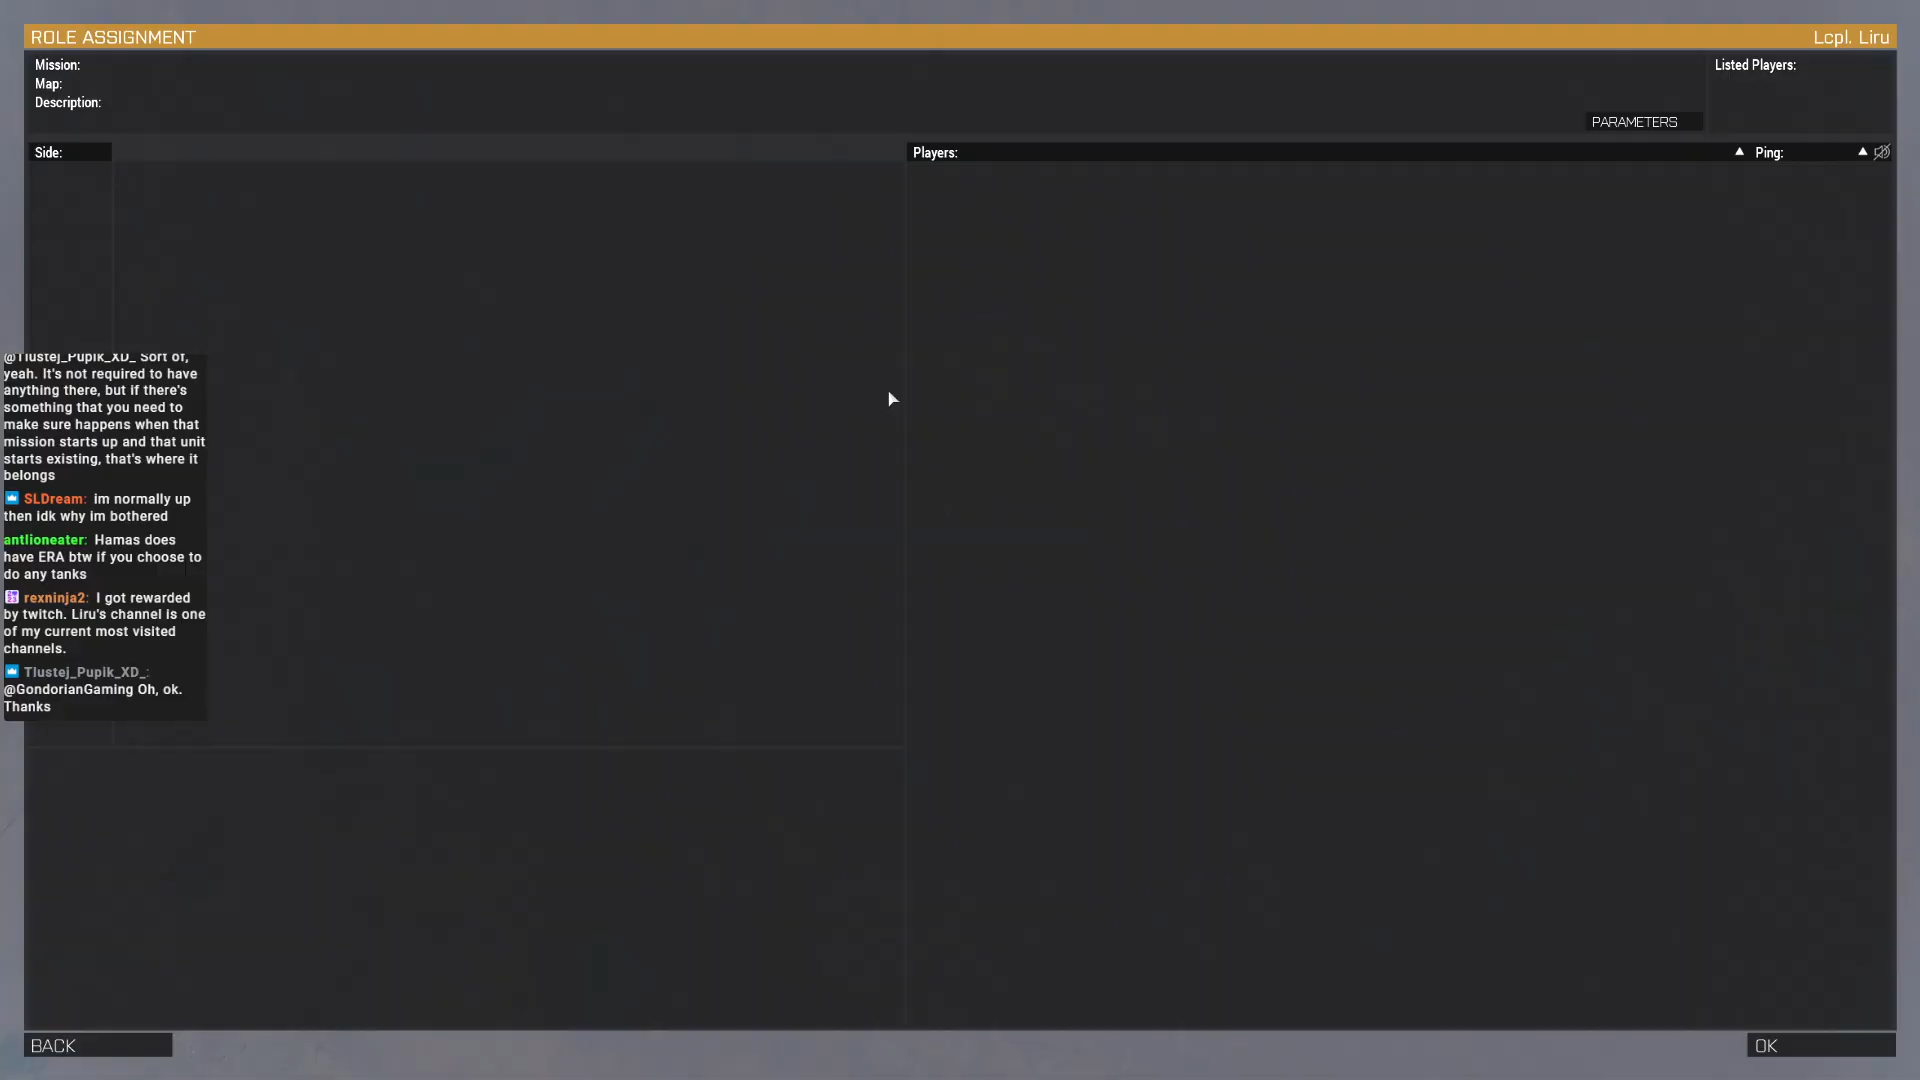 ROLE ASSIGNMENT
Lcpl. Liru
Mission:
Map:
Description:
Listed Players:
PARAMETERS
Side:
Players:
Ping:
@Tlustej_Pupik_XD_ Sort of,
yeah. It's not required to have
anything there, but if there's
something that you need to
make sure happens when that
mission starts up and that unit
starts existing, that's where it
belongs
SLDream: im normally up
then idk why im bothered
antlioneater: Hamas does
have ERA btw if you choose to
do any tanks
rexninja2: I got rewarded
by twitch. Liru's channel is one
of my current most visited
channels.
Tlustej_Pupik_XD_:
@GondorianGaming Oh, ok.
Thanks
BACK
OK